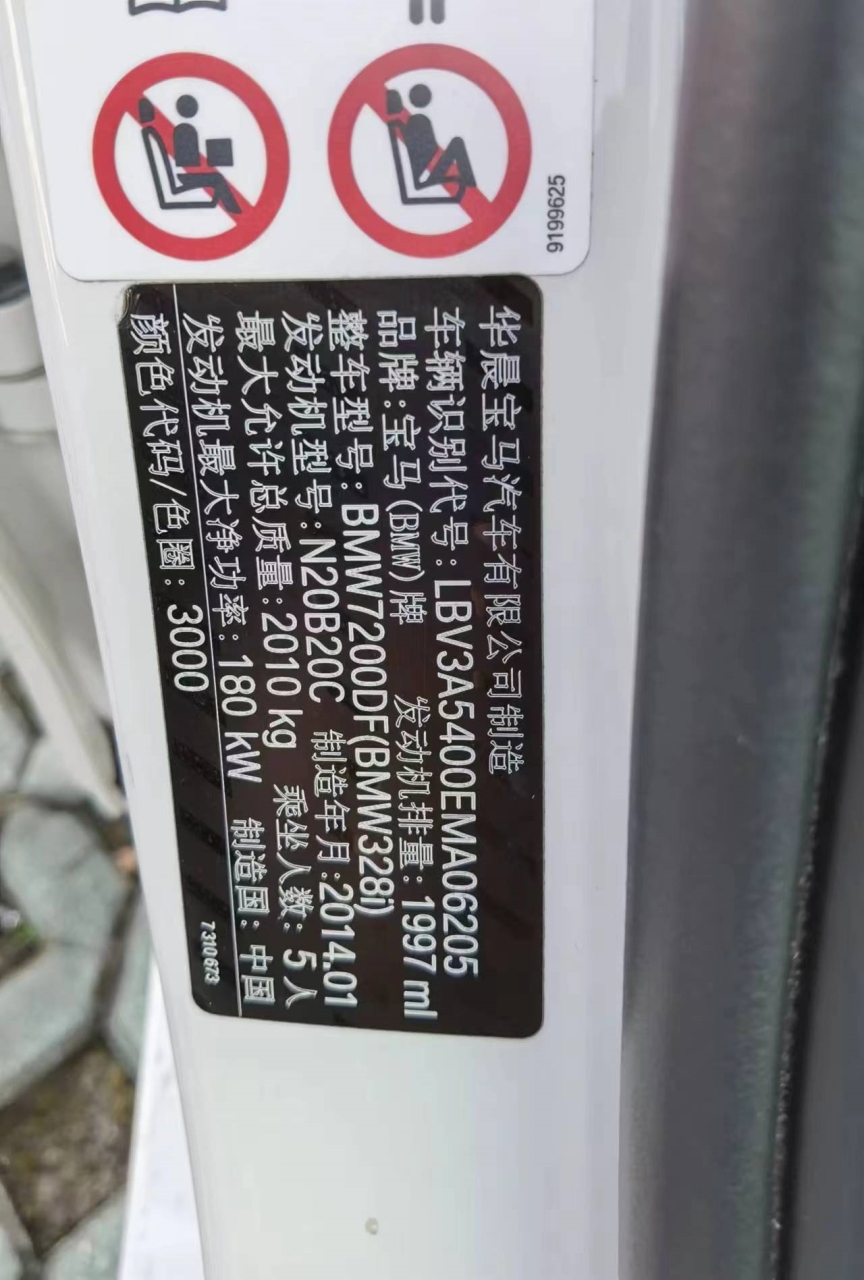 9199625
华晨宝马汽车有限公司制造
车辆识别代号:LBV3A5400EMA06205
品牌:宝马(BMW)牌 发动机排量:1997 ml
整车型号:BMW7200DF(BMW328i)
发动机型号:N20B20C 制造年月:2014.01
最大允许总质量:2010 kg 乘坐人数:5人
发动机最大净功率:180 kW 制造国:中国
颜色代码/色圈:3000 7310673